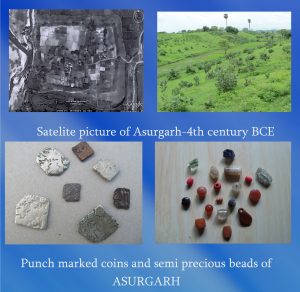 Satelite picture of Asurgarh-4th century BCE
Punch marked coins and semi precious beads of
ASURGARH